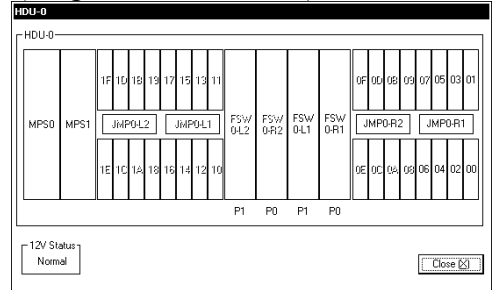 HDU-0
HDU-0
1F 1D 1B 19 17 15 13 11 0F 0D 0B 09 07 05 03 01
MPS0 MPS1 JMP0-L2 JMP0-L1 FSW 0-L2 FSW 0-R2 FSW 0-L1 FSW 0-R1 JMP0-R2 JMP0-R1
1E 1C 1A 18 16 14 12 10 0E 0C 0A 08 06 04 02 00
P1 P0 P1 P0
12V Status
Normal
Close (X)